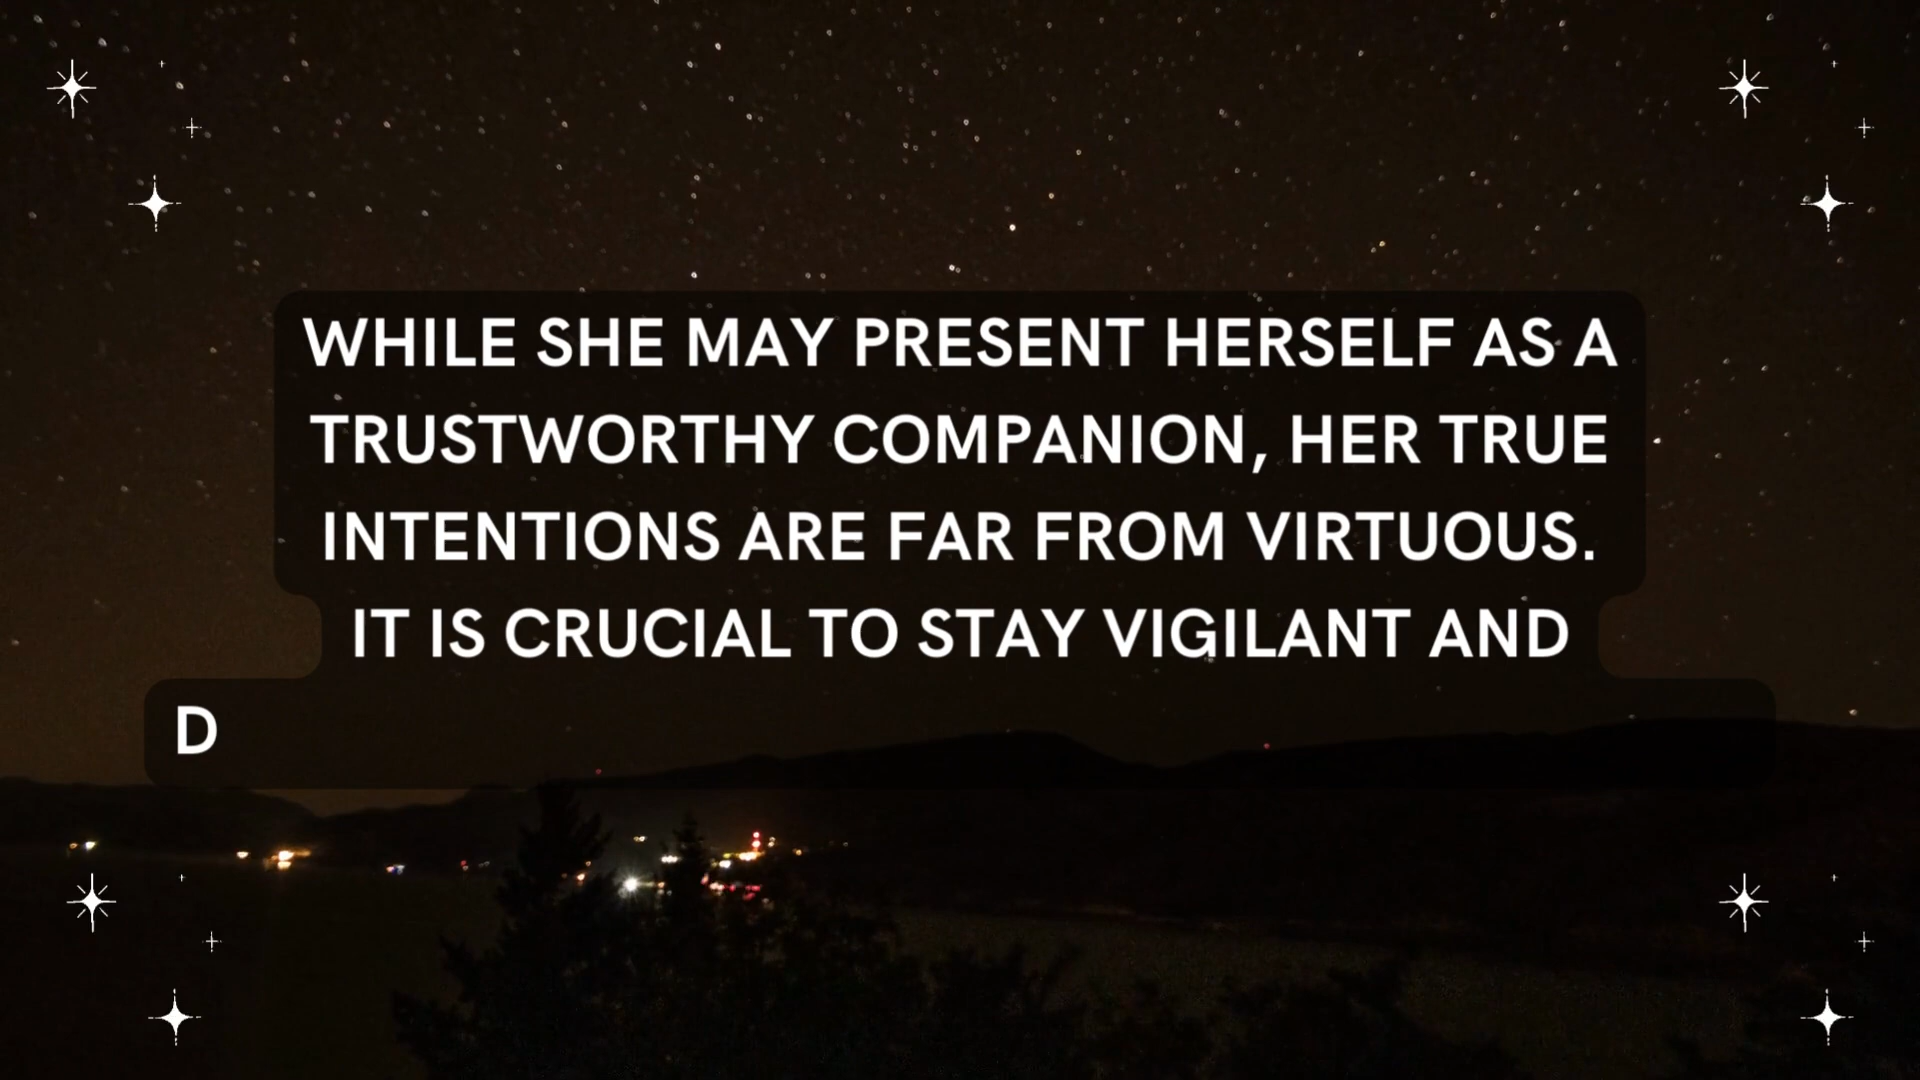 WHILE SHE MAY PRESENT HERSELF AS A
TRUSTWORTHY COMPANION, HER TRUE
INTENTIONS ARE FAR FROM VIRTUOUS.
IT IS CRUCIAL TO STAY VIGILANT AND
D